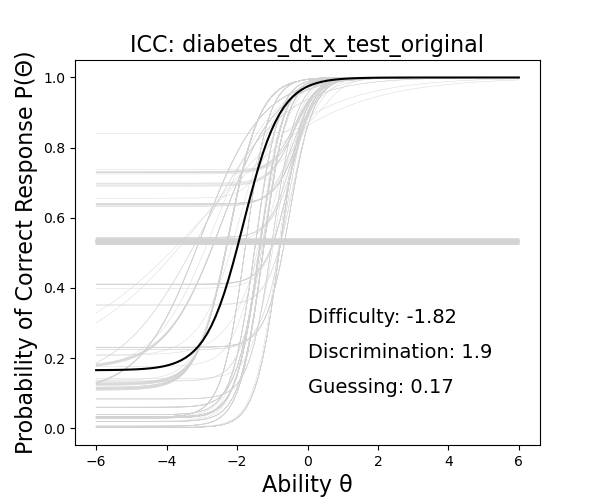 ICC: diabetes_dt_x_test_original
Probability of Correct Response P(Θ)
1.0
0.8
0.6
0.4
0.2
0.0
Difficulty: -1.82
Discrimination: 1.9
Guessing: 0.17
−6 −4 −2 0 2 4 6
Ability θ